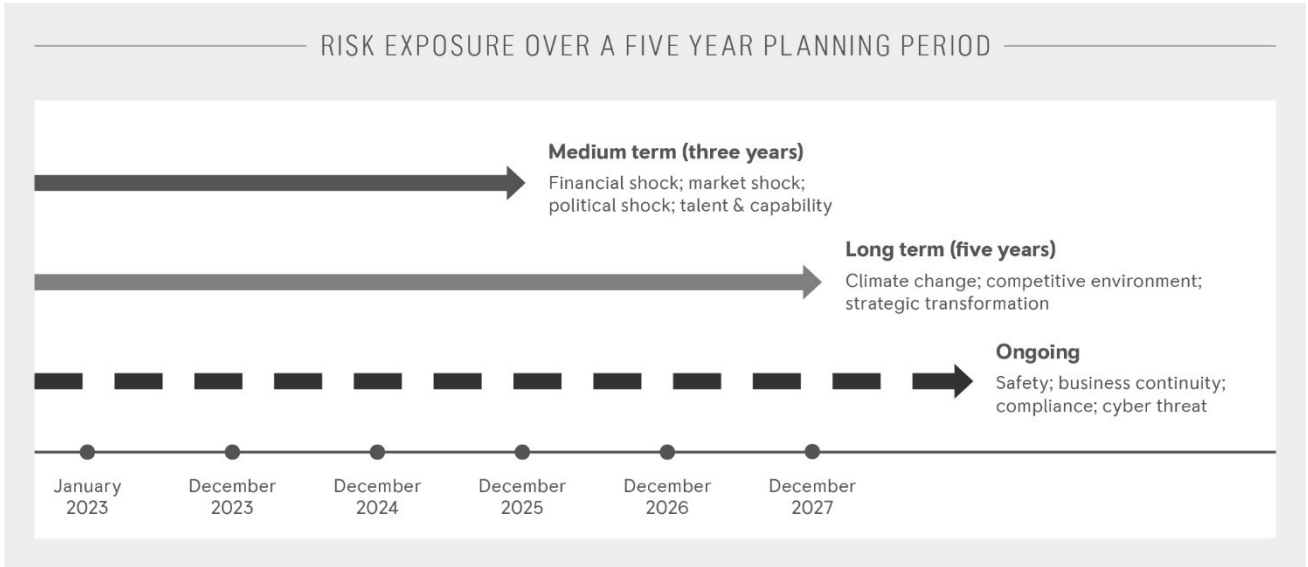 RISK EXPOSURE OVER A FIVE YEAR PLANNING PERIOD
Medium term (three years)
Financial shock; market shock;
political shock; talent & capability
Long term (five years)
Climate change; competitive environment;
strategic transformation
Ongoing
Safety; business continuity;
compliance; cyber threat
January
2023
December
2023
December
2024
December
2025
December
2026
December
2027